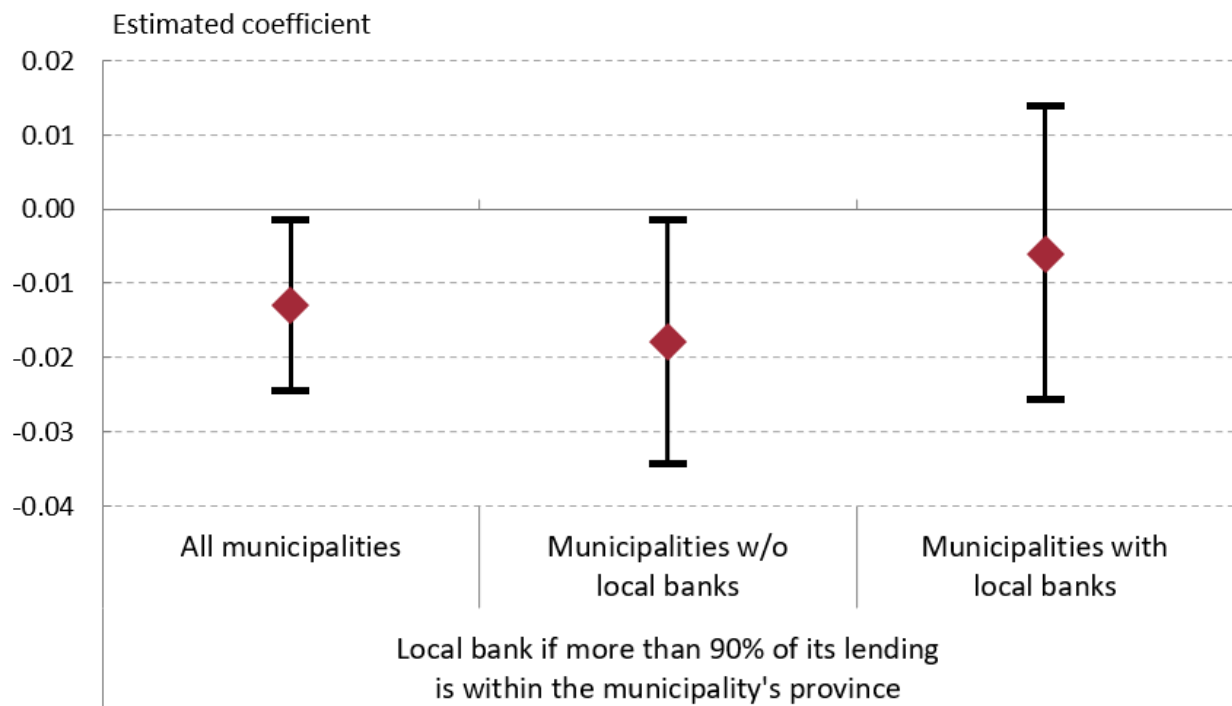 Estimated coefficient
0.02
0.01
0.00
-0.01
-0.02
-0.03
-0.04
All municipalities
Municipalities w/o
local banks
Municipalities with
local banks
Local bank if more than 90% of its lending
is within the municipality's province